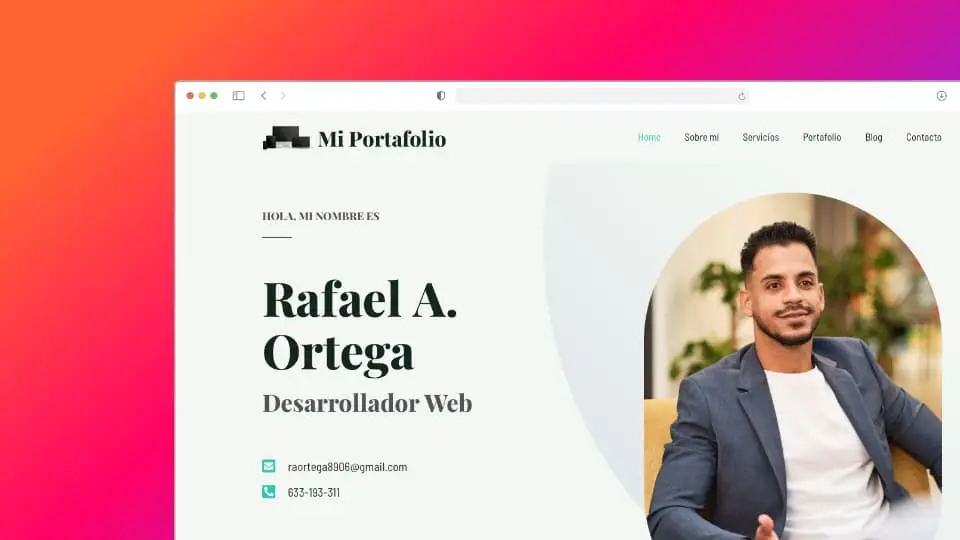 Mi Portafolio
Home Sobre mí Servicios Portafolio Blog Contacto
HOLA, MI NOMBRE ES
Rafael A.
Ortega
Desarrollador Web
raortega8906@gmail.com
633-193-311